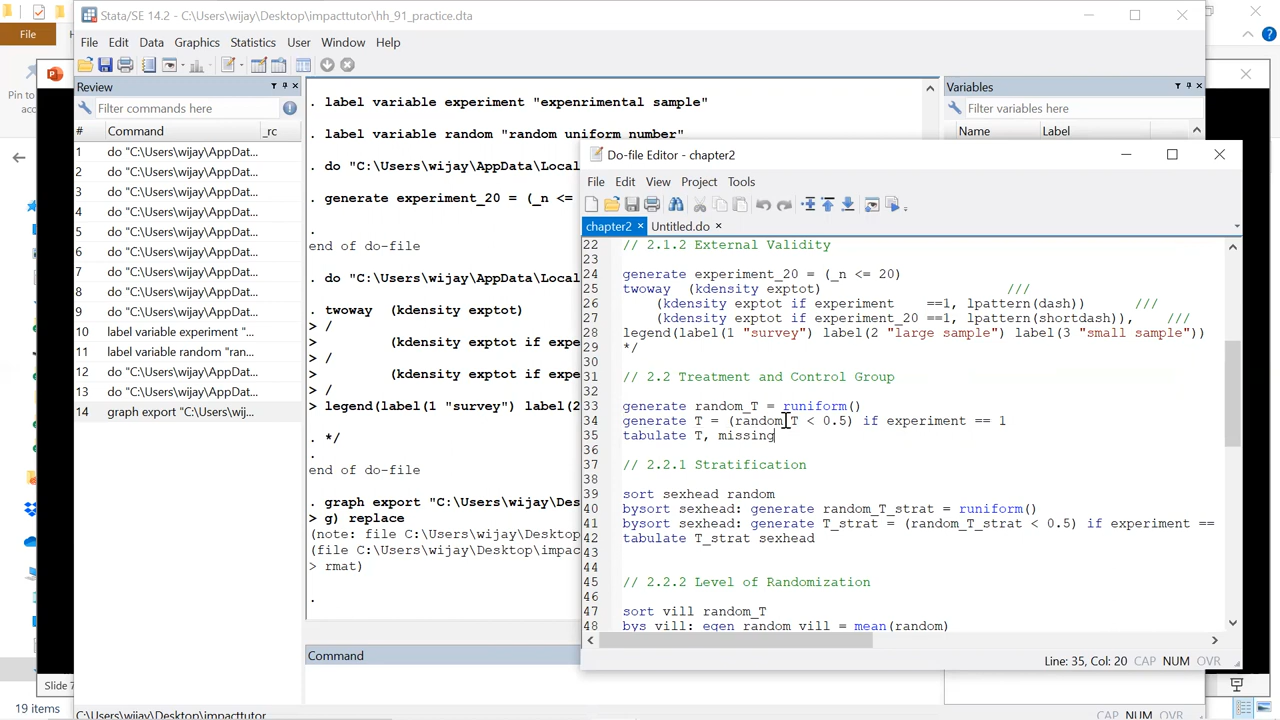 Stata/SE 14.2 - C:\Users\wijay\Desktop\impacttutor\hh_91_practice.dta
File
File Edit Data Graphics Statistics User Window Help
Pin to
Review
Filter commands here
# Command _rc
1 do "C:\Users\wijay\AppDat...
2 do "C:\Users\wijay\AppDat...
3 do "C:\Users\wijay\AppDat...
4 do "C:\Users\wijay\AppDat...
5 do "C:\Users\wijay\AppDat...
6 do "C:\Users\wijay\AppDat...
7 do "C:\Users\wijay\AppDat...
8 do "C:\Users\wijay\AppDat...
9 do "C:\Users\wijay\AppDat...
10 label variable experiment "...
11 label variable random "ran...
12 do "C:\Users\wijay\AppDat...
13 do "C:\Users\wijay\AppDat...
14 graph export "C:\Users\wij...
. label variable experiment "expenrimental sample"
. label variable random "random uniform number"
. do "C:\Users\wijay\AppData\Local
. generate experiment_20 = (_n <=
.
end of do-file
. do "C:\Users\wijay\AppData\Local
. twoway (kdensity exptot)
> /
> (kdensity exptot if expe
> /
> (kdensity exptot if expe
> /
> legend(label(1 "survey") label(2
. */
.
end of do-file
. graph export "C:\Users\wijay\Des
> g) replace
(note: file C:\Users\wijay\Desktop
(file C:\Users\wijay\Desktop\impac
> rmat)
.
Command
Variables
Filter variables here
Name Label
Do-file Editor - chapter2
File Edit View Project Tools
chapter2 × Untitled.do ×
22 // 2.1.2 External Validity
23
24 generate experiment_20 = (_n <= 20)
25 twoway (kdensity exptot) ///
26 (kdensity exptot if experiment ==1, lpattern(dash)) ///
27 (kdensity exptot if experiment_20 ==1, lpattern(shortdash)), ///
28 legend(label(1 "survey") label(2 "large sample") label(3 "small sample"))
29 */
30
31 // 2.2 Treatment and Control Group
32
33 generate random_T = runiform()
34 generate T = (random_T < 0.5) if experiment == 1
35 tabulate T, missing
36
37 // 2.2.1 Stratification
38
39 sort sexhead random
40 bysort sexhead: generate random_T_strat = runiform()
41 bysort sexhead: generate T_strat = (random_T_strat < 0.5) if experiment ==
42 tabulate T_strat sexhead
43
44
45 // 2.2.2 Level of Randomization
46
47 sort vill random_T
48 bys vill: egen random_vill = mean(random)
Line: 35, Col: 20 CAP NUM OVR
C:\Users\wijay\Desktop\impacttutor
CAP NUM OVR
Slide 7
19 items